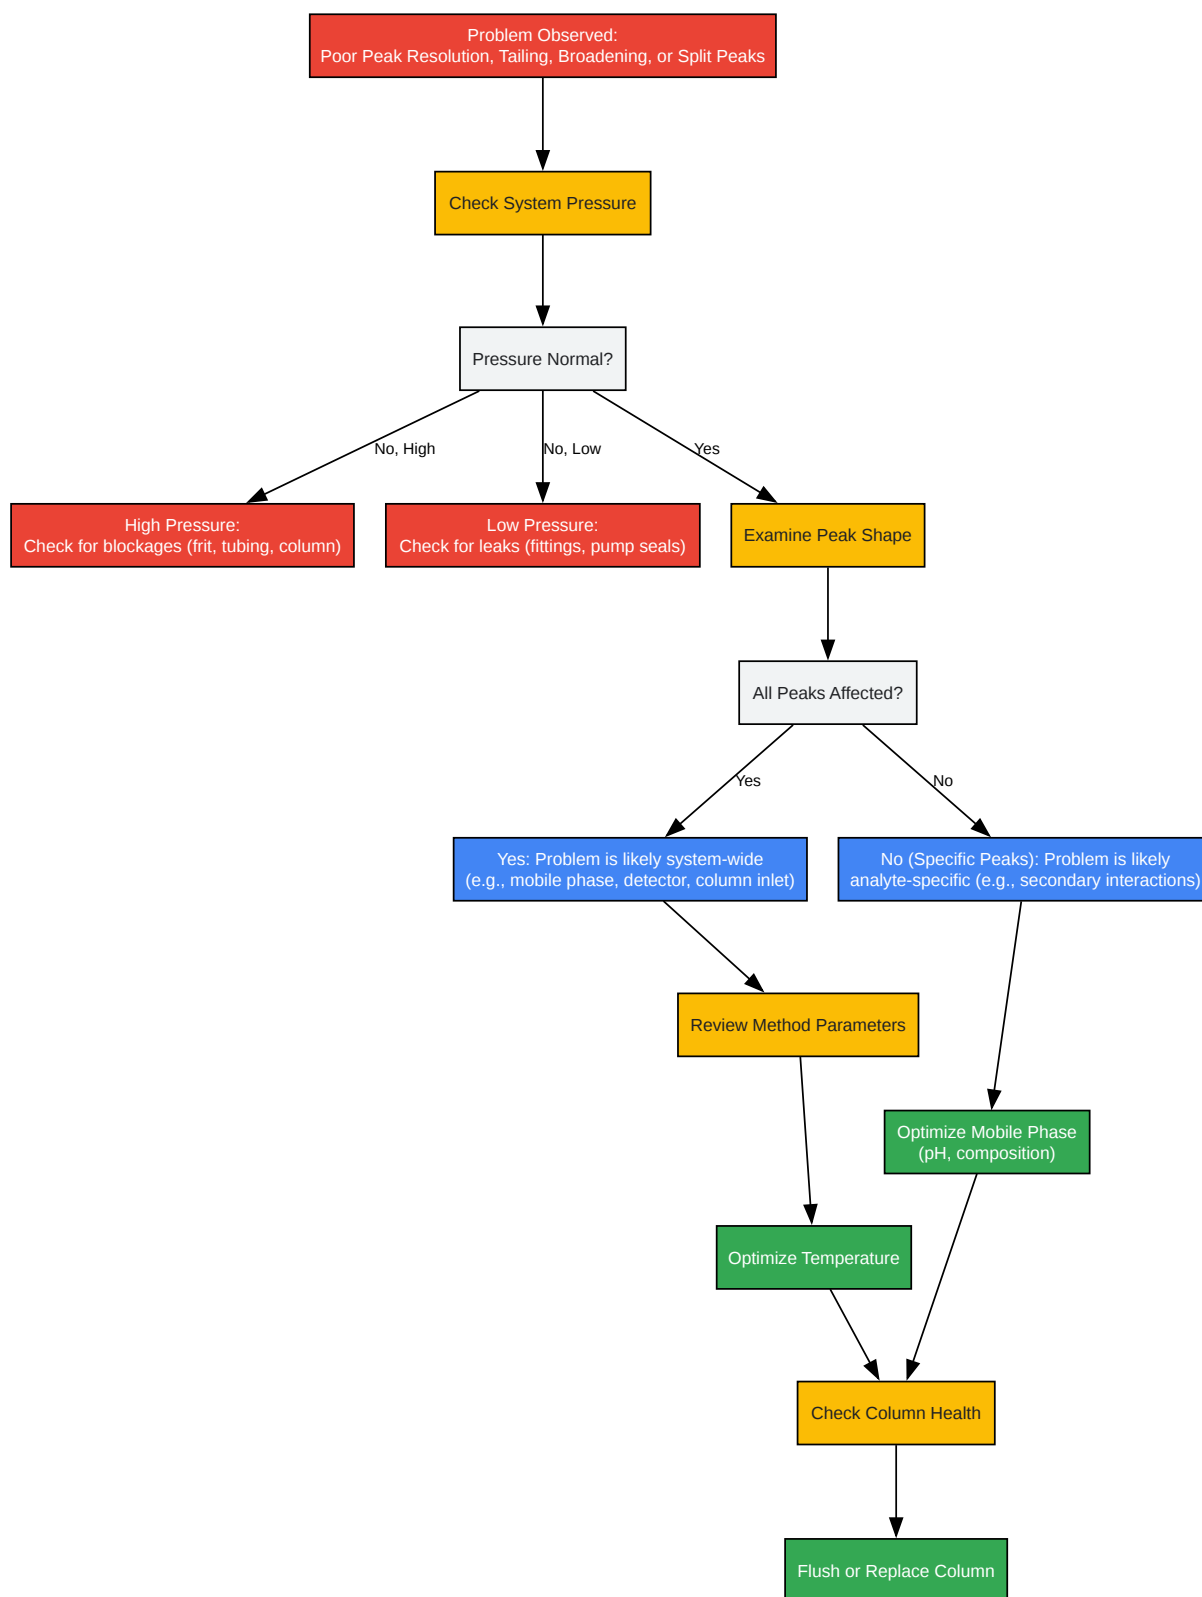 Problem Observed:
Poor Peak Resolution, Tailing, Broadening, or Split Peaks
Check System Pressure
Pressure Normal?
No, High
No, Low
Yes
High Pressure:
Check for blockages (frit, tubing, column)
Low Pressure:
Check for leaks (fittings, pump seals)
Examine Peak Shape
All Peaks Affected?
Yes
No
Yes: Problem is likely system-wide
(e.g., mobile phase, detector, column inlet)
No (Specific Peaks): Problem is likely
analyte-specific (e.g., secondary interactions)
Review Method Parameters
Optimize Mobile Phase
(pH, composition)
Optimize Temperature
Check Column Health
Flush or Replace Column